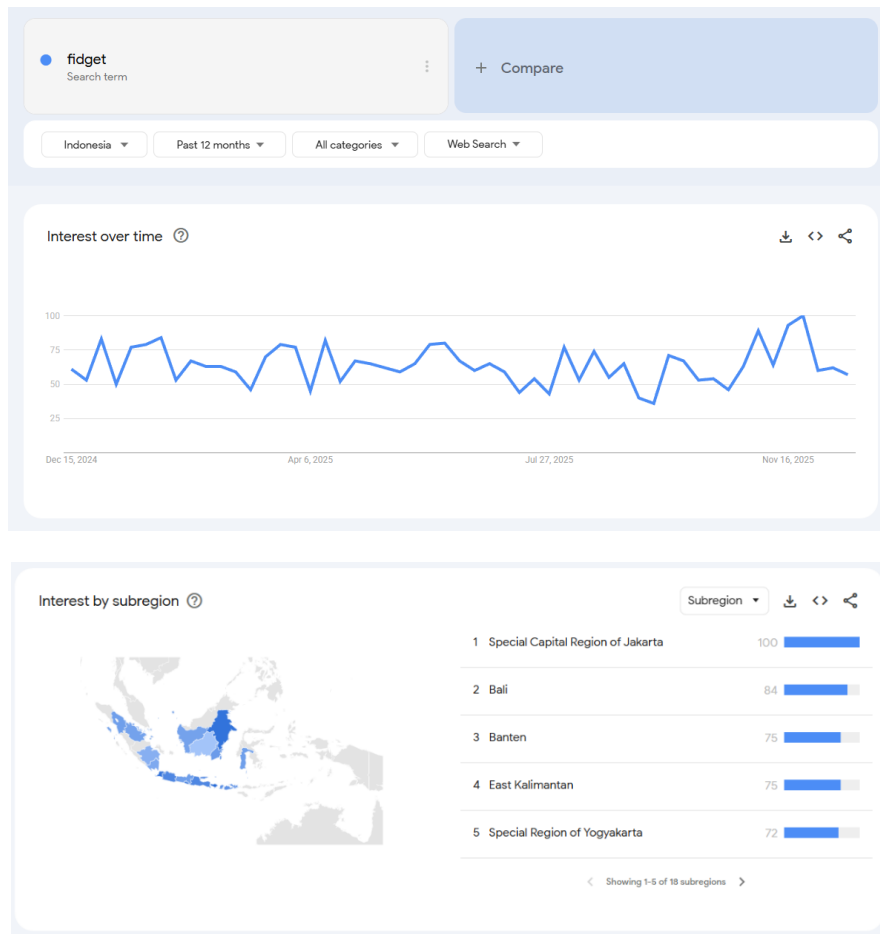 fidget
Search term
+ Compare
Indonesia
Past 12 months
All categories
Web Search
Interest over time
100
75
50
25
Dec 15, 2024 Apr 6, 2025 Jul 27, 2025 Nov 16, 2025
Interest by subregion
Subregion
1 Special Capital Region of Jakarta 100
2 Bali 84
3 Banten 75
4 East Kalimantan 75
5 Special Region of Yogyakarta 72
Showing 1-5 of 18 subregions